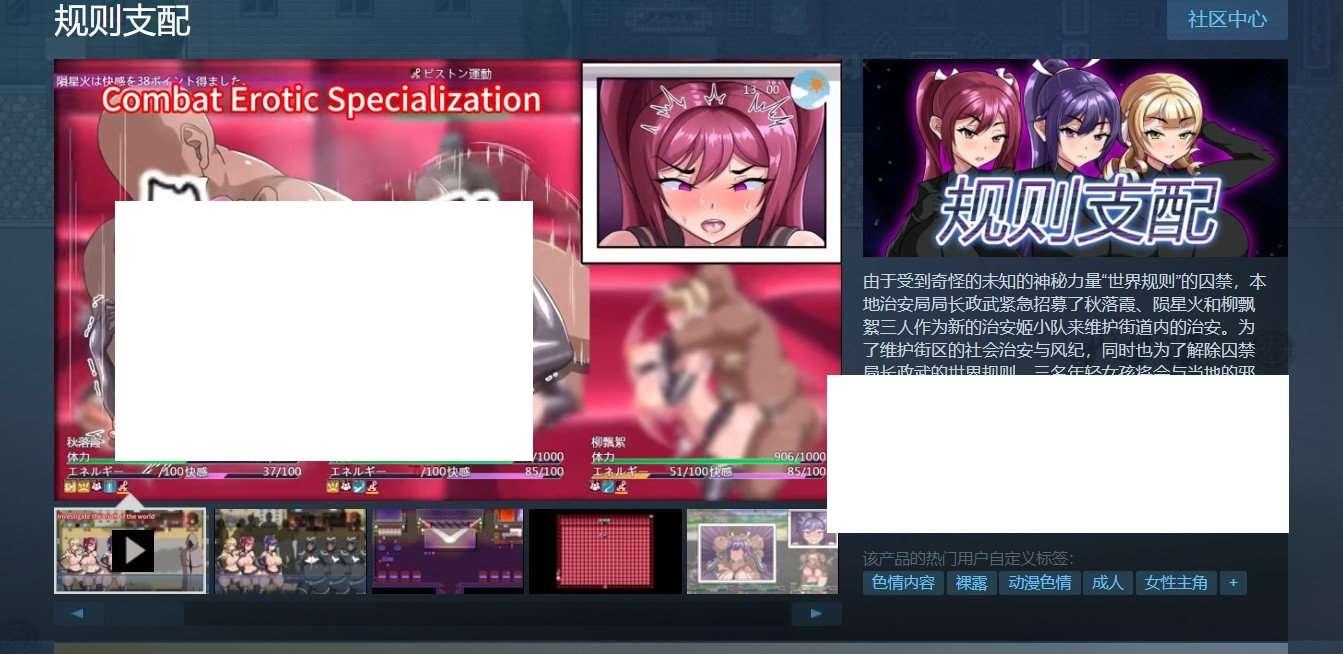 规则支配
社区中心
隕星火は快感を38ポイント得ました。
ピストン運動
Combat Erotic Specialization
13 00
规则支配
由于受到奇怪的未知的神秘力量“世界规则”的囚禁，本
地治安局局长政武紧急招募了秋落霞、陨星火和柳飘
絮三人作为新的治安姬小队来维护街道内的治安。为
了维护街区的社会治安与风纪，同时也为了解除囚禁
局长政武的世界规则，三名年轻女孩将会与当地的邪
秋落霞
体力
エネルギー /100 快感 37/100
/1000
エネルギー /100 快感 85/100
柳飄絮
体力 906/1000
エネルギー 51/100 快感 85/100
Investigate the truth of the world
该产品的热门用户自定义标签：
色情内容 裸露 动漫色情 成人 女性主角 +